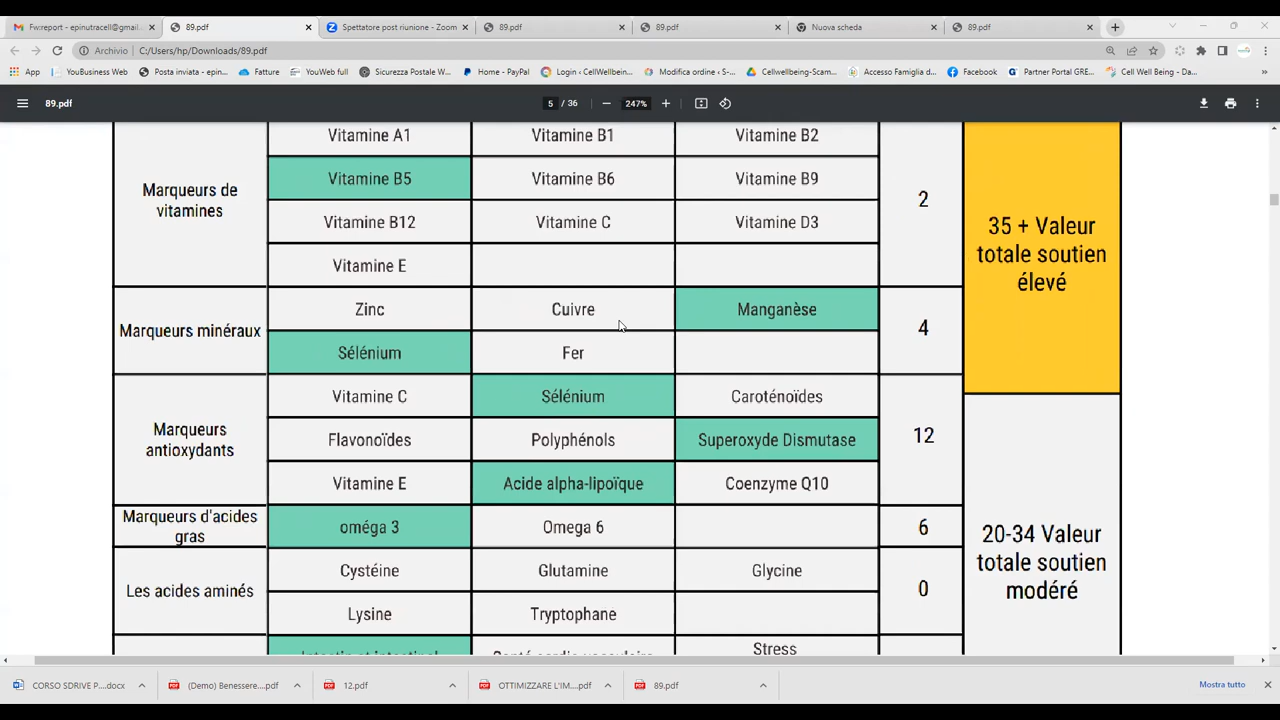 Fw:report - epinutracell@gmail.
89.pdf
Spettatore post riunione - Zoom
89.pdf
89.pdf
Nuova scheda
89.pdf
Archivio
C:/Users/hp/Downloads/89.pdf
App
YouBusiness Web
Posta inviata - epin...
Fatture
YouWeb full
Sicurezza Postale W...
Home - PayPal
Login ‹ CellWellbein...
Modifica ordine ‹ S...
Cellwellbeing-Scam...
Accesso Famiglia d...
Facebook
Partner Portal GRE...
Cell Well Being - Da...
89.pdf
5 / 36
247%
Marqueurs de
vitamines
Vitamine A1
Vitamine B1
Vitamine B2
Vitamine B5
Vitamine B6
Vitamine B9
Vitamine B12
Vitamine C
Vitamine D3
Vitamine E
2
35 + Valeur
totale soutien
élevé
Marqueurs minéraux
Zinc
Cuivre
Manganèse
Sélénium
Fer
4
Marqueurs
antioxydants
Vitamine C
Sélénium
Caroténoïdes
Flavonoïdes
Polyphénols
Superoxyde Dismutase
Vitamine E
Acide alpha-lipoïque
Coenzyme Q10
12
Marqueurs d'acides
gras
oméga 3
Omega 6
6
20-34 Valeur
totale soutien
modéré
Les acides aminés
Cystéine
Glutamine
Glycine
Lysine
Tryptophane
0
Intestin et intestinal
Santé cardio-vasculaire
Stress
CORSO SDRIVE P....docx
(Demo) Benessere....pdf
12.pdf
OTTIMIZZARE L'IM....pdf
89.pdf
Mostra tutto